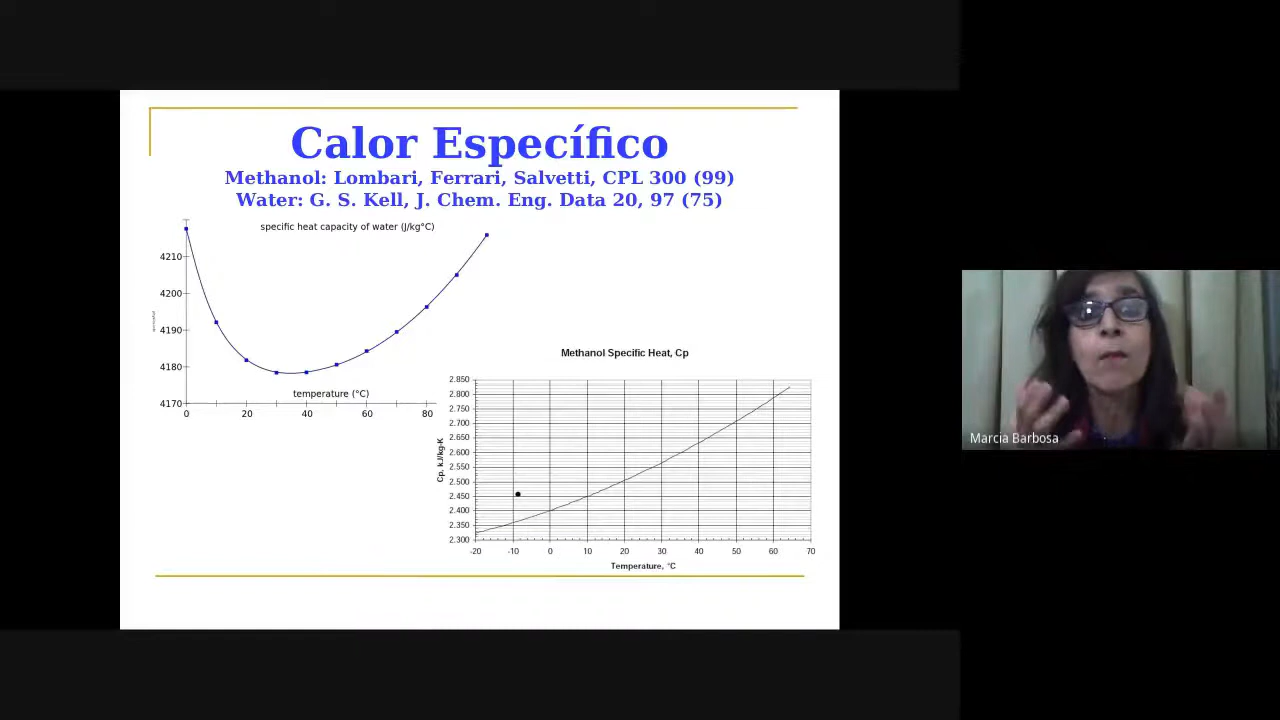 Calor Específico
Methanol: Lombari, Ferrari, Salvetti, CPL 300 (99)
Water: G. S. Kell, J. Chem. Eng. Data 20, 97 (75)
specific heat capacity of water (J/kg°C)
4210
4200
4190
4180
4170
temperature (°C)
0 20 40 60 80
Methanol Specific Heat, Cp
2.850
2.800
2.750
2.700
2.650
2.600
2.550
2.500
2.450
2.400
2.350
2.300
Cp, kJ/kg-K
-20 -10 0 10 20 30 40 50 60 70
Temperature, °C
Marcia Barbosa